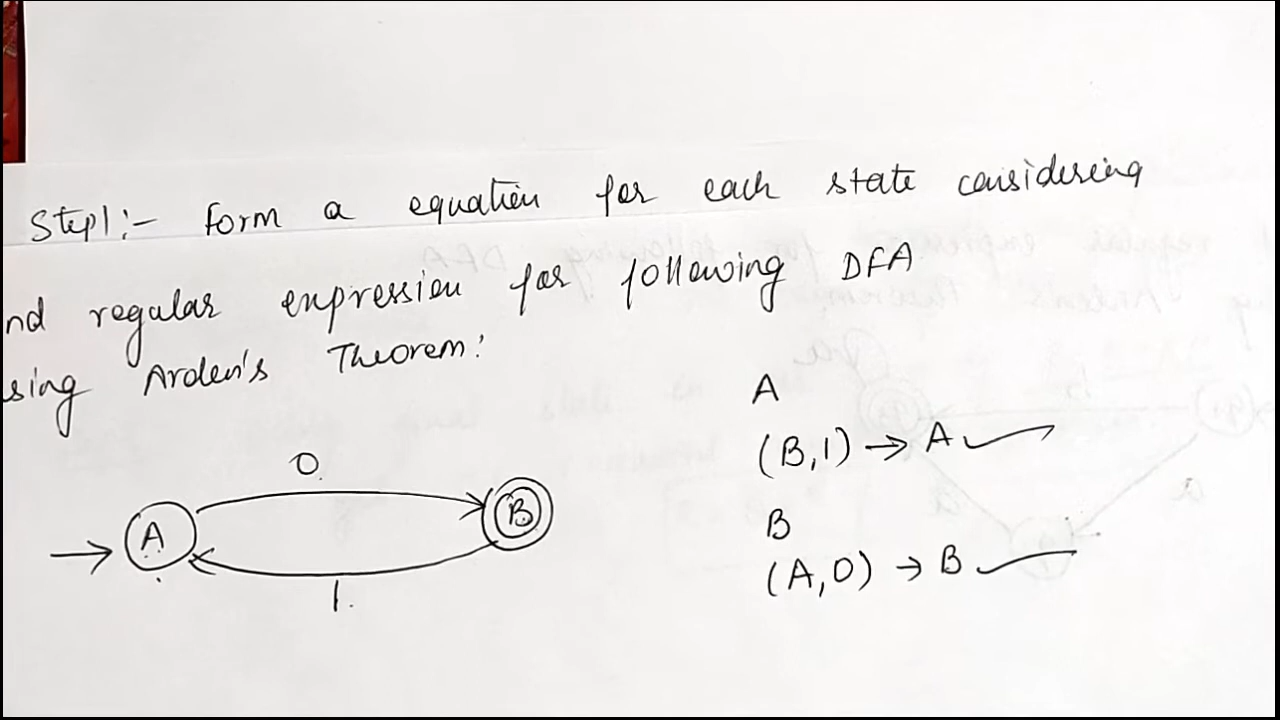 Step1:- Form a equation for each state considering
nd regular expression for following DFA
sing Arden's Theorem:
A
(B,1) → A
B
(A,0) → B
0
A
B
1